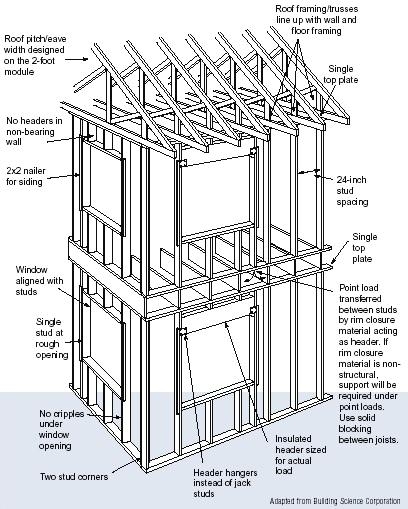 Roof framing/trusses
line up with wall and
floor framing
Roof pitch/eave
width designed
on the 2-foot
module
Single
top plate
No headers in
non-bearing
wall
2x2 nailer
for siding
24-inch
stud
spacing
Single
top
plate
Window
aligned with
studs
Point load
transferred
between studs
by rim closure
material acting
as header. If
rim closure
material is non-
structural,
support will be
required under
point loads.
Use solid
blocking
between joists.
Single
stud at
rough
opening
No cripples
under
window
opening
Two stud corners
Header hangers
instead of jack
studs
Insulated
header sized
for actual
load
Adapted from Building Science Corporation